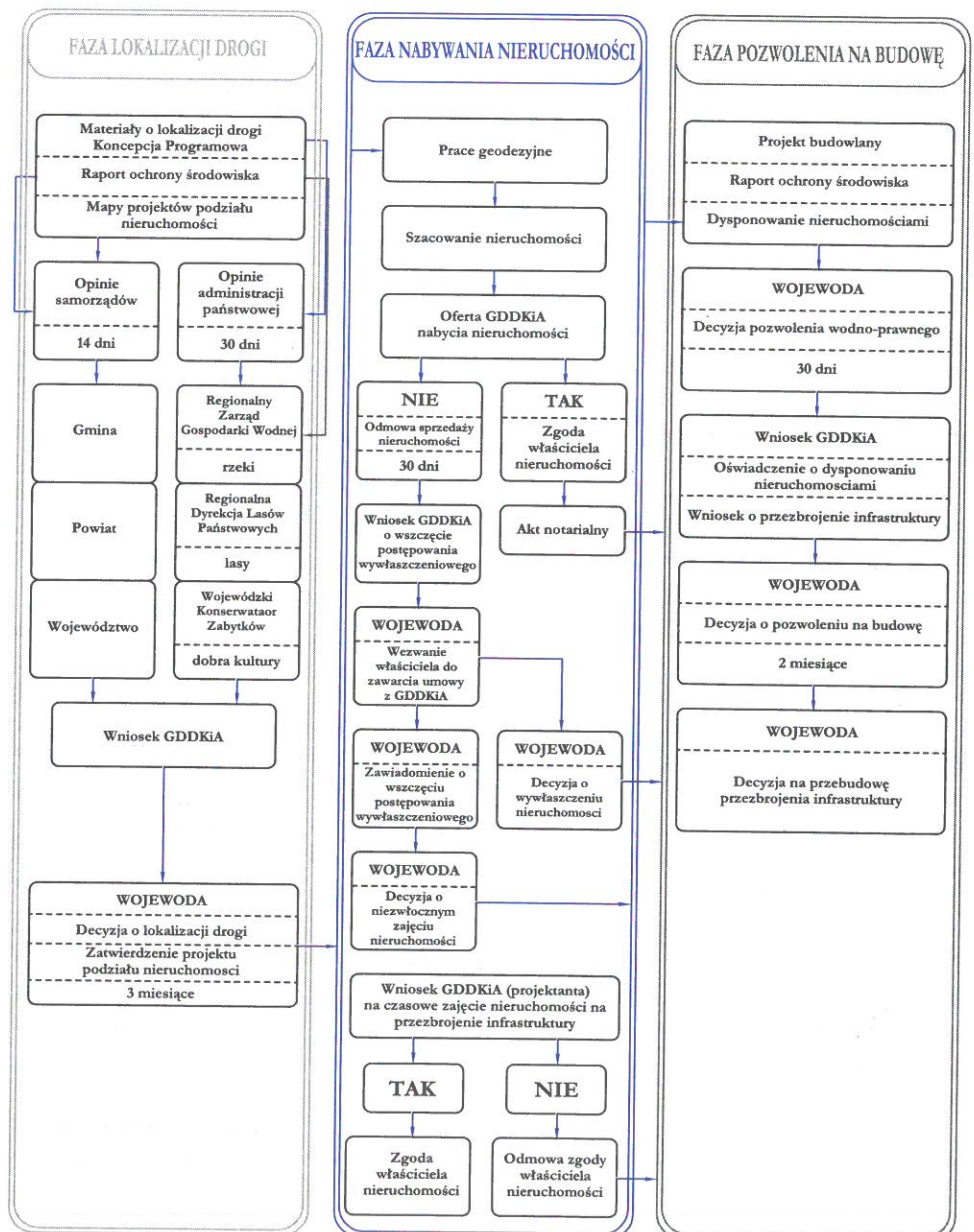 FAZA LOKALIZACJI DROGI
Materiały o lokalizacji drogi
Koncepcja Programowa
Raport ochrony środowiska
Mapy projektów podziału
nieruchomości
Opinie
samorządów
14 dni
Opinie
administracji
państwowej
30 dni
Gmina
Regionalny
Zarząd
Gospodarki Wodnej
rzeki
Powiat
Regionalna
Dyrekcja Lasów
Państwowych
lasy
Województwo
Wojewódzki
Konserwataor
Zabytków
dobra kultury
Wniosek GDDKiA
WOJEWODA
Decyzja o lokalizacji drogi
Zatwierdzenie projektu
podziału nieruchomosci
3 miesiące
FAZA NABYWANIA NIERUCHOMOŚCI
Prace geodezyjne
Szacowanie nieruchomości
Oferta GDDKiA
nabycia nieruchomości
NIE
Odmowa sprzedaży
nieruchomości
30 dni
TAK
Zgoda
właściciela
nieruchomości
Wniosek GDDKiA
o wszczęcie
postępowania
wywłaszczeniowego
Akt notarialny
WOJEWODA
Wezwanie
właściciela do
zawarcia umowy
z GDDKiA
WOJEWODA
Zawiadomienie o
wszczęciu
postępowania
wywłaszczeniowego
WOJEWODA
Decyzja o
wywłaszczeniu
nieruchomosci
WOJEWODA
Decyzja o
niezwłocznym
zajęciu
nieruchomości
Wniosek GDDKiA (projektanta)
na czasowe zajęcie nieruchomości na
przezbrojenie infrastruktury
TAK
NIE
Zgoda
właściciela
nieruchomości
Odmowa zgody
właściciela
nieruchomości
FAZA POZWOLENIA NA BUDOWĘ
Projekt budowlany
Raport ochrony środowiska
Dysponowanie nieruchomościami
WOJEWODA
Decyzja pozwolenia wodno-prawnego
30 dni
Wniosek GDDKiA
Oświadczenie o dysponowaniu
nieruchomosciami
Wniosek o przezbrojenie infrastruktury
WOJEWODA
Decyzja o pozwoleniu na budowę
2 miesiące
WOJEWODA
Decyzja na przebudowę
przezbrojenia infrastruktury